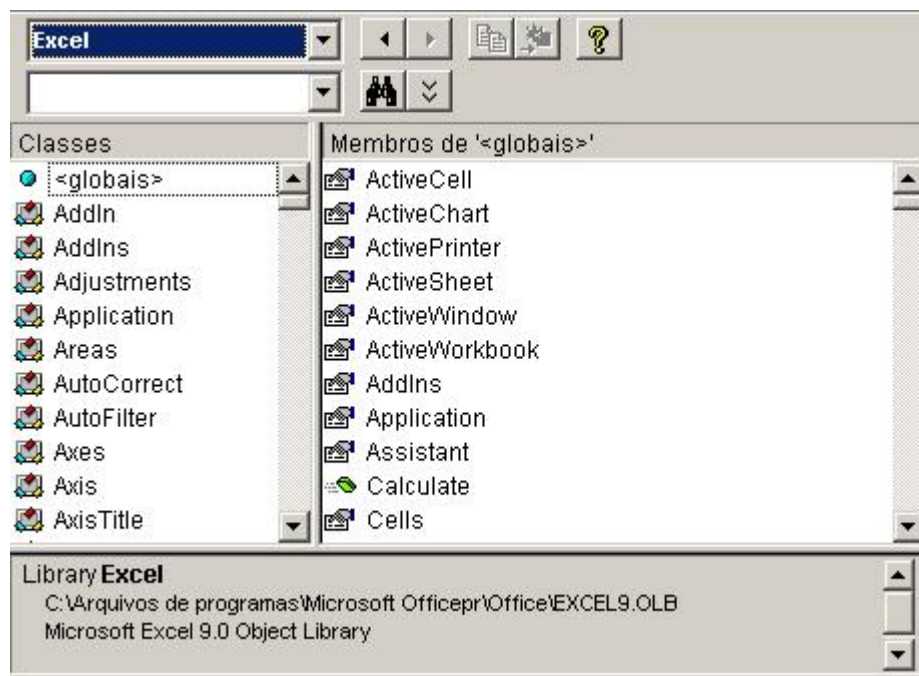 Excel
Classes
<globais>
AddIn
AddIns
Adjustments
Application
Areas
AutoCorrect
AutoFilter
Axes
Axis
AxisTitle
Membros de '<globais>'
ActiveCell
ActiveChart
ActivePrinter
ActiveSheet
ActiveWindow
ActiveWorkbook
AddIns
Application
Assistant
Calculate
Cells
Library Excel
C:\Arquivos de programas\Microsoft Officepr\Office\EXCEL9.OLB
Microsoft Excel 9.0 Object Library